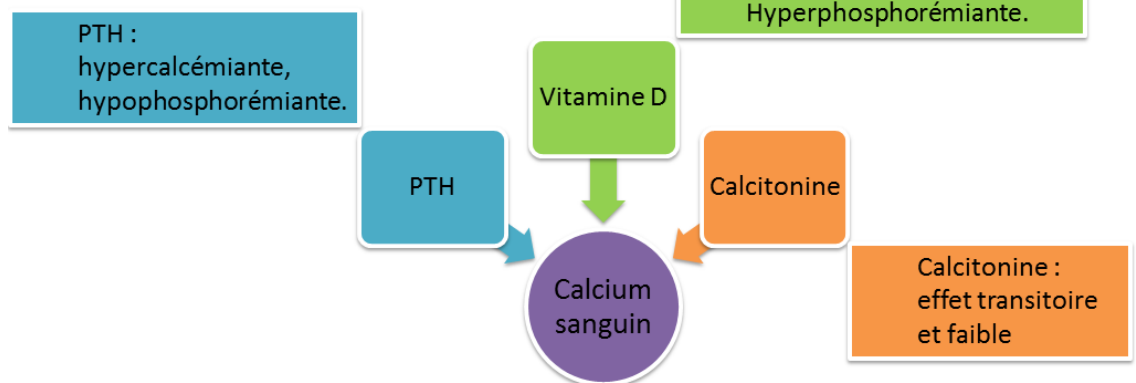 Hyperphosphorémiante.
PTH :
hypercalcémiante,
hypophosphorémiante.
Vitamine D
PTH
Calcitonine
Calcium
sanguin
Calcitonine :
effet transitoire
et faible